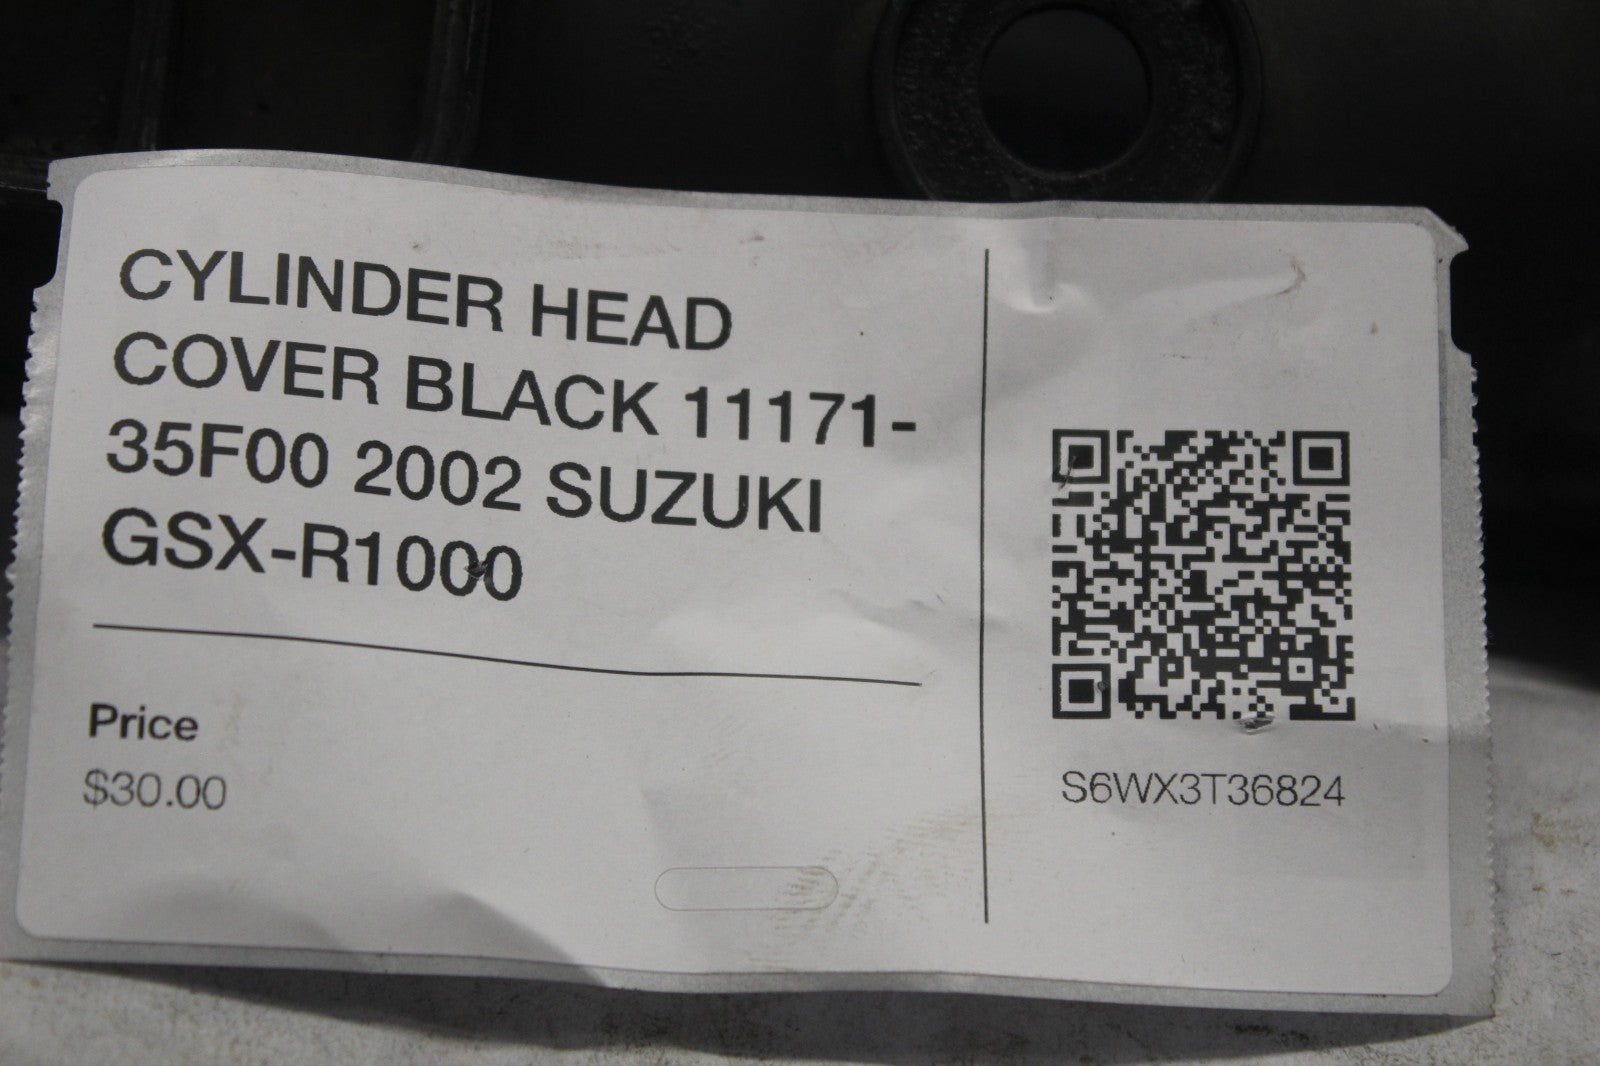 CYLINDER HEAD
COVER BLACK 11171-
35F00 2002 SUZUKI
GSX-R1000
Price
$30.00
S6WX3T36824